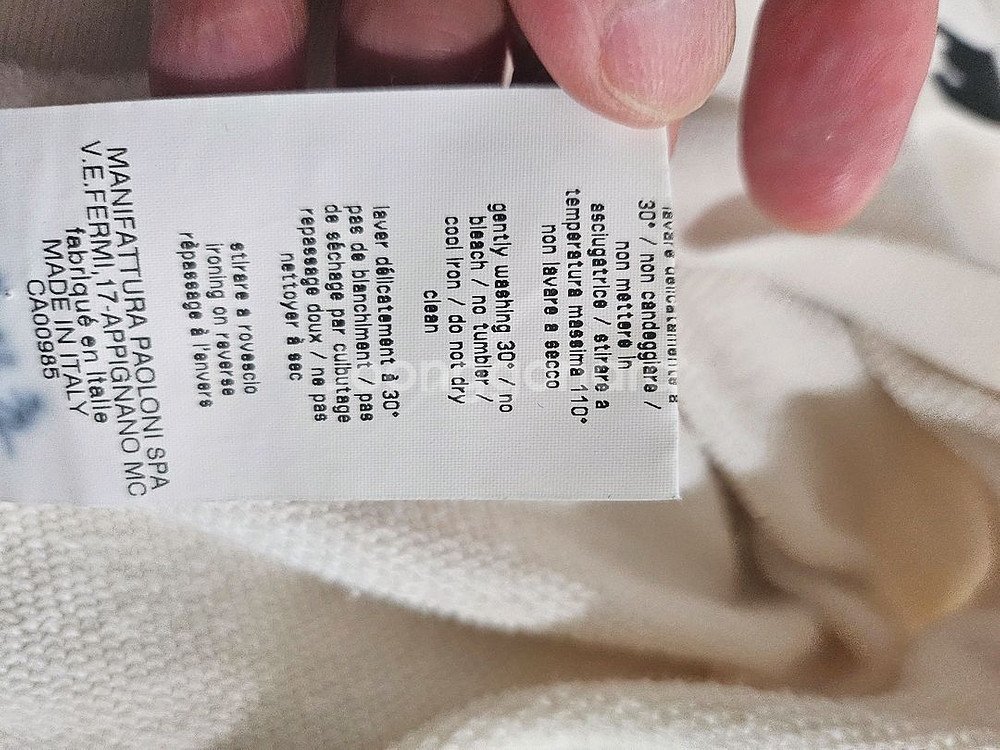 lavare delicatamente a
30° / non candeggiare /
non mettere in
asciugatrice / stirare a
temperatura massima 110°
non lavare a secco
gently washing 30° / no
bleach / no tumbler /
cool iron / do not dry
clean
laver délicatement à 30°
pas de blanchiment / pas
de séchage par culbutage
repassage doux / ne pas
nettoyer à sec
stirare a rovescio
ironing on reverse
rèpassage à l'envers
MANIFATTURA PAOLONI SPA
V.E.FERMI,17-APPIGNANO MC
fabriqué en Italie
MADE IN ITALY
CA00985